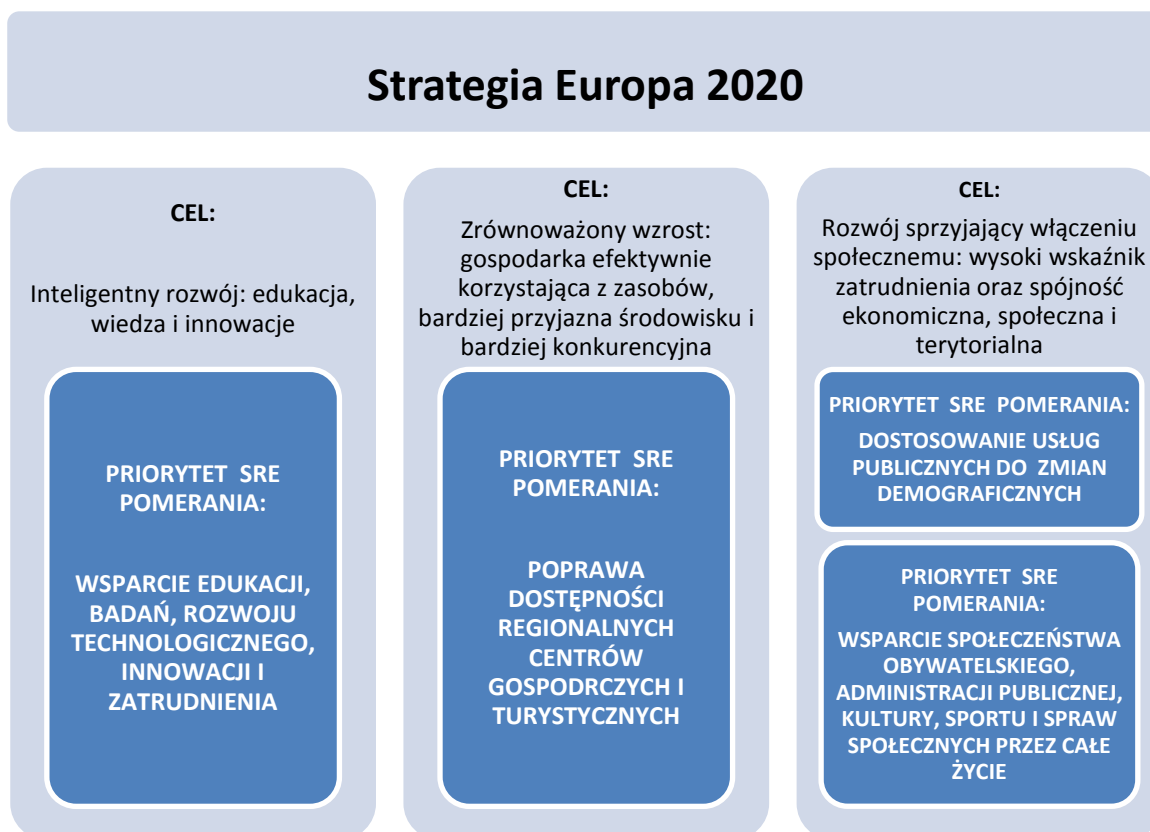 Strategia Europa 2020
CEL:
Inteligentny rozwój: edukacja,
wiedza i innowacje
PRIORYTET SRE
POMERANIA:
WSPARCIE EDUKACJI,
BADAŃ, ROZWOJU
TECHNOLOGICZNEGO,
INNOWACJI I
ZATRUDNIENIA
CEL:
Zrównoważony wzrost:
gospodarka efektywnie
korzystająca z zasobów,
bardziej przyjazna środowisku i
bardziej konkurencyjna
PRIORYTET SRE
POMERANIA:
POPRAWA
DOSTĘPNOŚCI
REGIONALNYCH
CENTRÓW
GOSPODRCZYCH I
TURYSTYCZNYCH
CEL:
Rozwój sprzyjający włączeniu
społecznemu: wysoki wskaźnik
zatrudnienia oraz spójność
ekonomiczna, społeczna i
terytorialna
PRIORYTET SRE POMERANIA:
DOSTOSOWANIE USŁUG
PUBLICZNYCH DO ZMIAN
DEMOGRAFICZNYCH
PRIORYTET SRE
POMERANIA:
WSPARCIE SPOŁECZEŃSTWA
OBYWATELSKIEGO,
ADMINISTRACJI PUBLICZNEJ,
KULTURY, SPORTU I SPRAW
SPOŁECZNYCH PRZEZ CAŁE
ŻYCIE